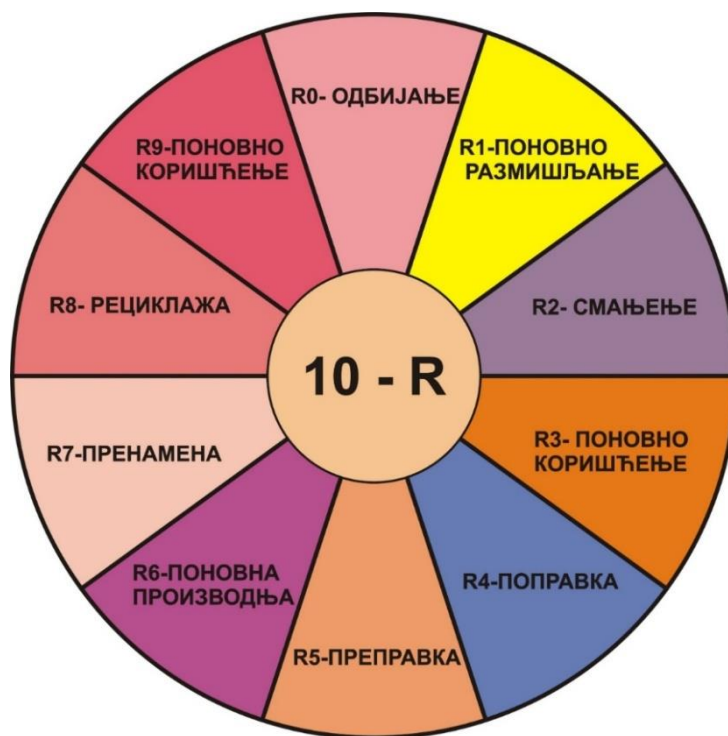 R0- ОДБИЈАЊЕ
R1-ПОНОВНО
РАЗМИШЉАЊЕ
R2- СМАЊЕЊЕ
R3- ПОНОВНО
КОРИШЋЕЊЕ
R4-ПОПРАВКА
R5-ПРЕПРАВКА
R6-ПОНОВНА
ПРОИЗВОДЊА
R7-ПРЕНАМЕНА
R8- РЕЦИКЛАЖА
R9-ПОНОВНО
КОРИШЋЕЊЕ
10 - R